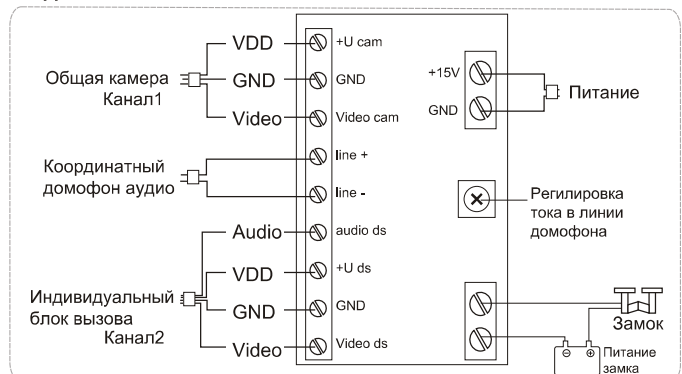 VDD
+U cam
Общая камера
Канал1
GND
GND
Video
Video cam
Координатный
домофон аудио
line +
line -
Audio
audio ds
VDD
+U ds
Индивидуальный
блок вызова
Канал2
GND
GND
Video
Video ds
+15V
GND
Питание
Регилировка
тока в линии
домофона
Замок
Питание
замка